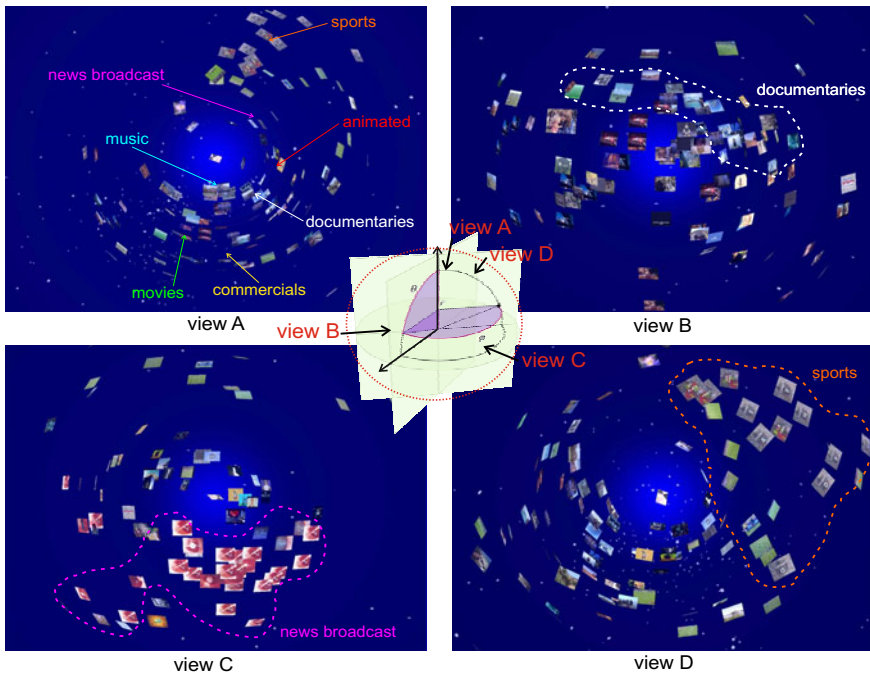 sports
news broadcast
animated
music
documentaries
commercials
movies
view A
documentaries
view B
view A
view D
view B
view C
θ
r
φ
news broadcast
view C
sports
view D